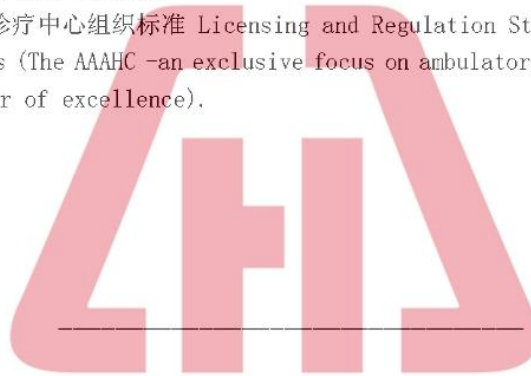 诊疗中心组织标准 Licensing and Regulation St
s (The AAAHC -an exclusive focus on ambulator
r of excellence).